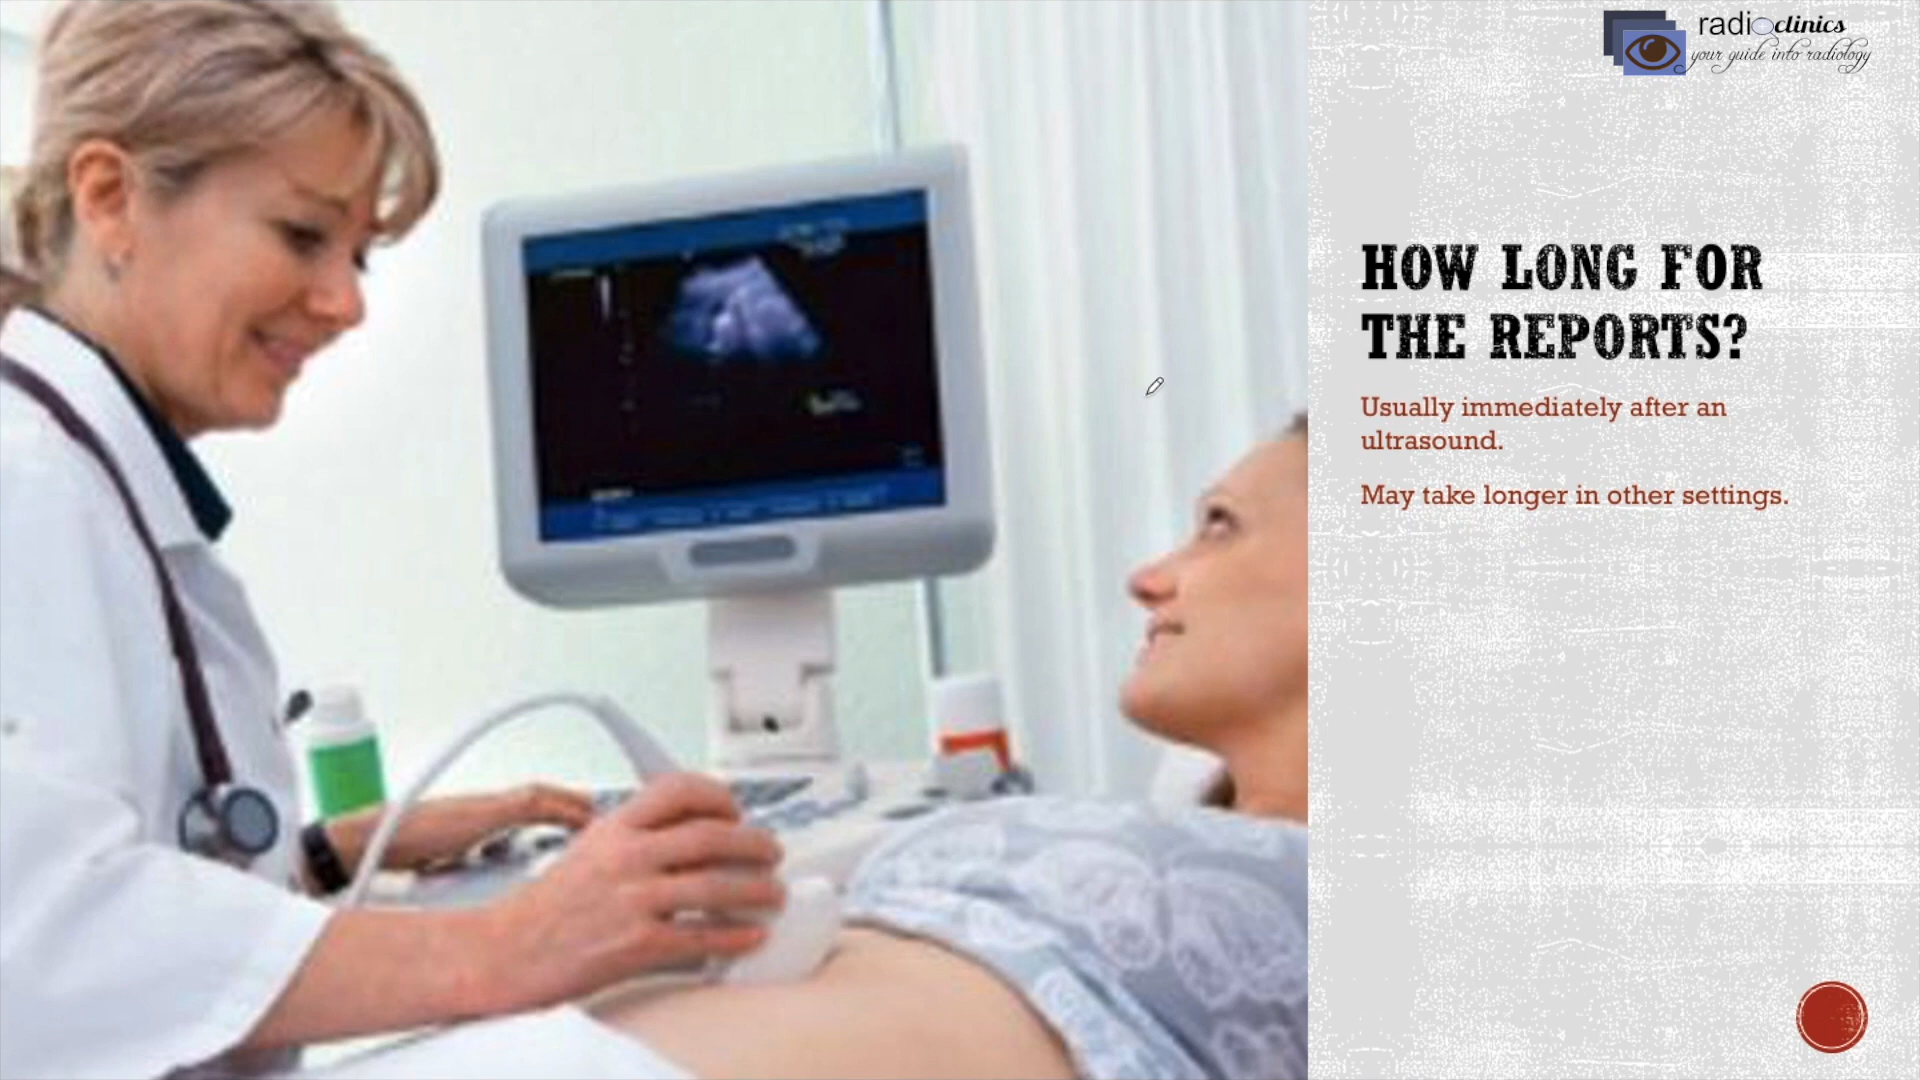 radioclinics
your guide into radiology
HOW LONG FOR
THE REPORTS?
Usually immediately after an
ultrasound.
May take longer in other settings.